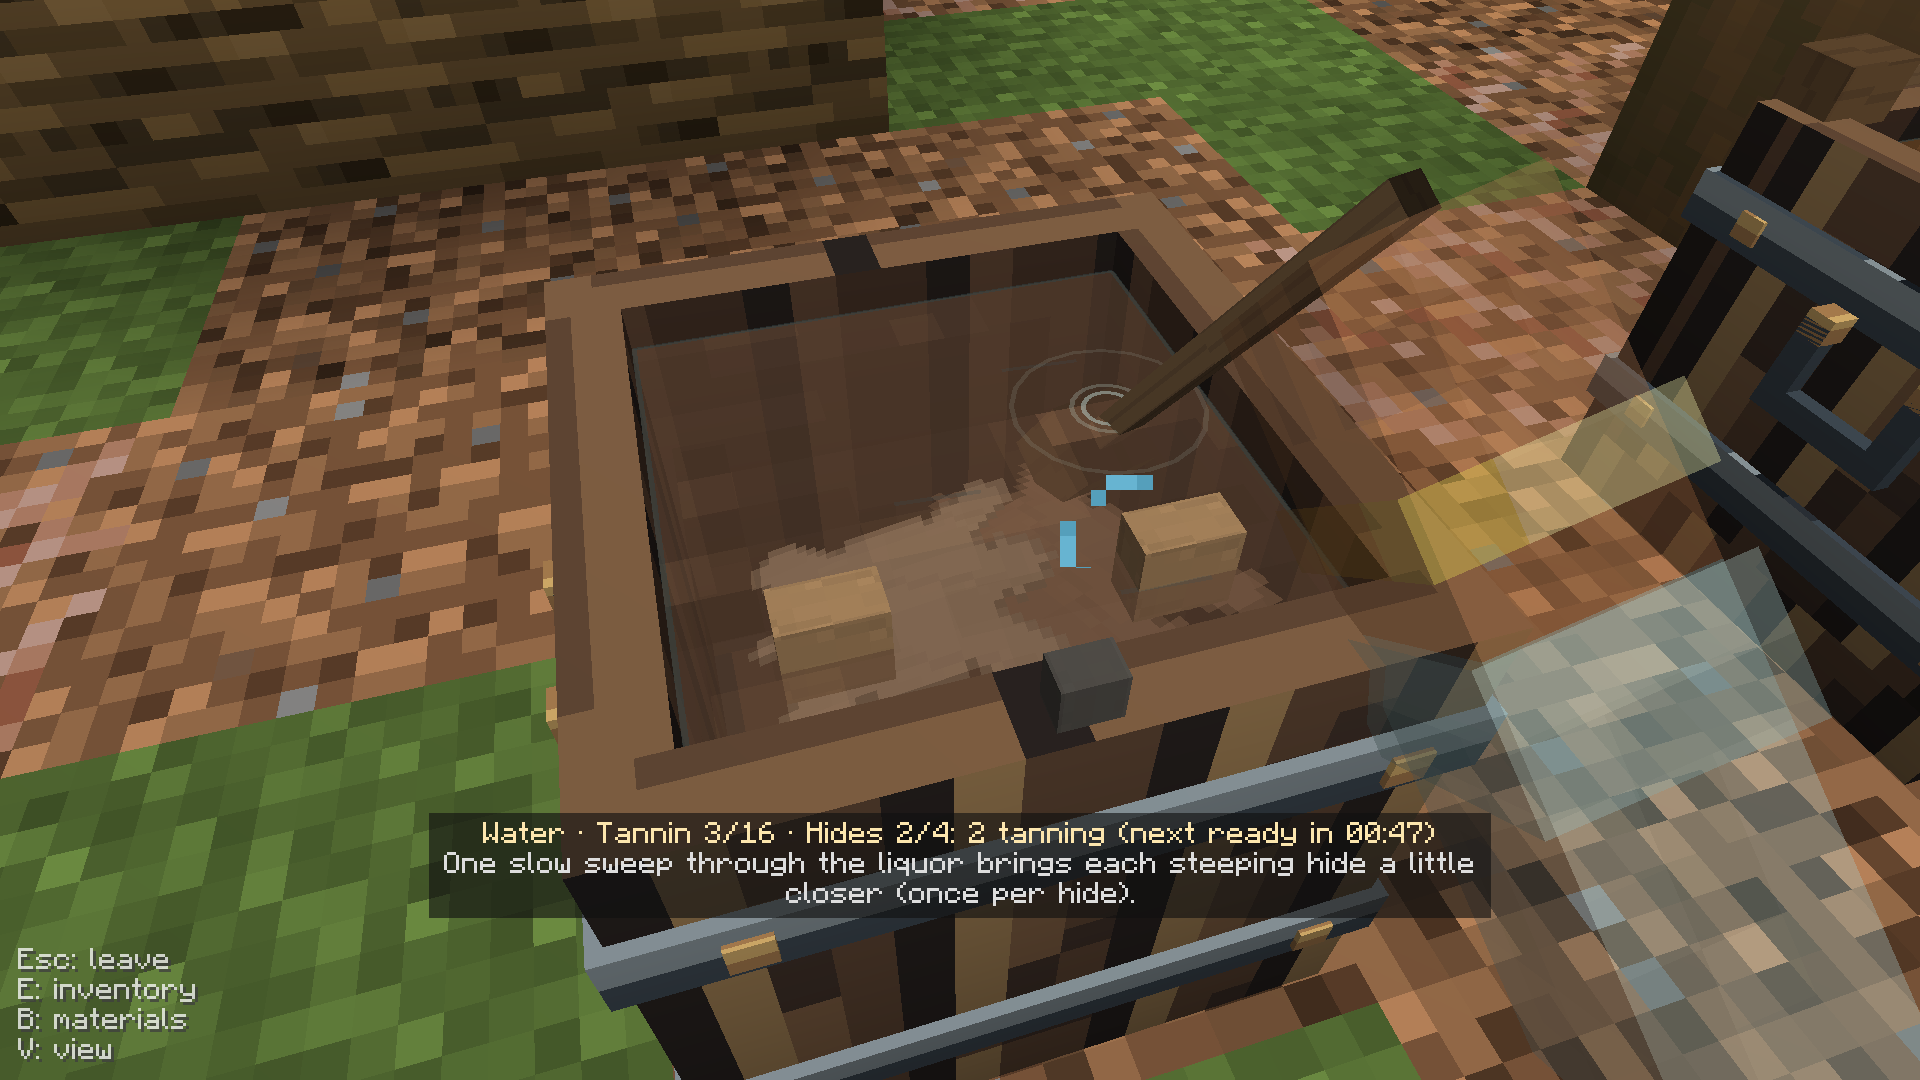 Water · Tannin 3/16 · Hides 2/4: 2 tanning (next ready in 00:47)
One slow sweep through the liquor brings each steeping hide a little
closer (once per hide).
Esc: leave
E: inventory
B: materials
V: view